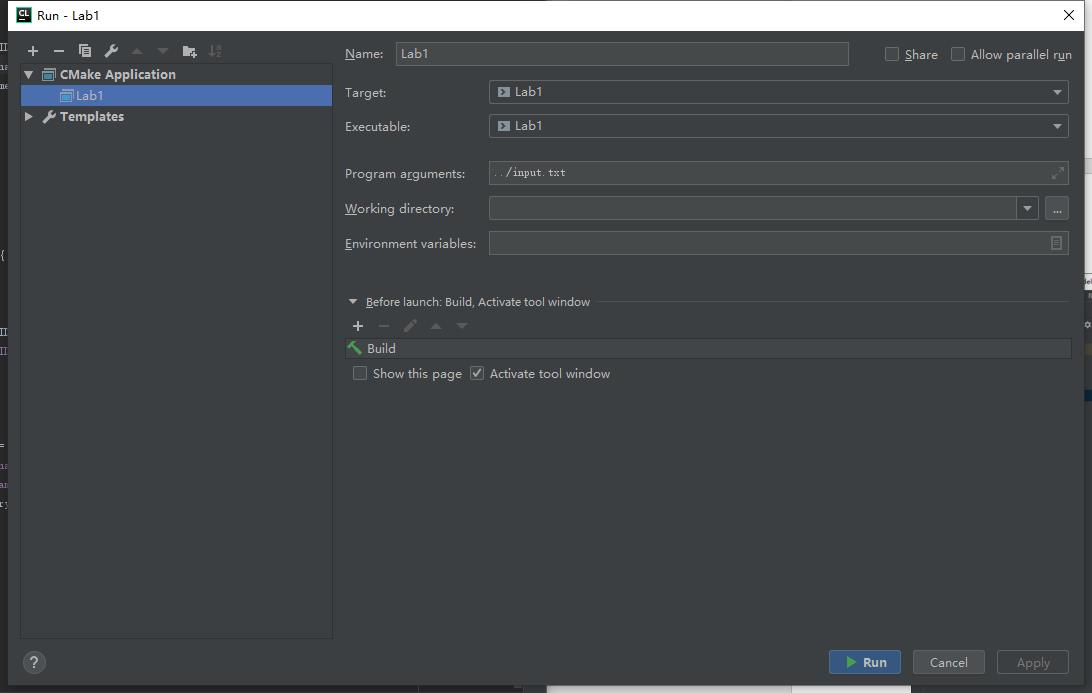 CL Run - Lab1
Name: Lab1 Share Allow parallel run
CMake Application
Lab1
Templates
Target: Lab1
Executable: Lab1
Program arguments: ../input.txt
Working directory: ...
Environment variables:
Before launch: Build, Activate tool window
Build
Show this page Activate tool window
? Run Cancel Apply